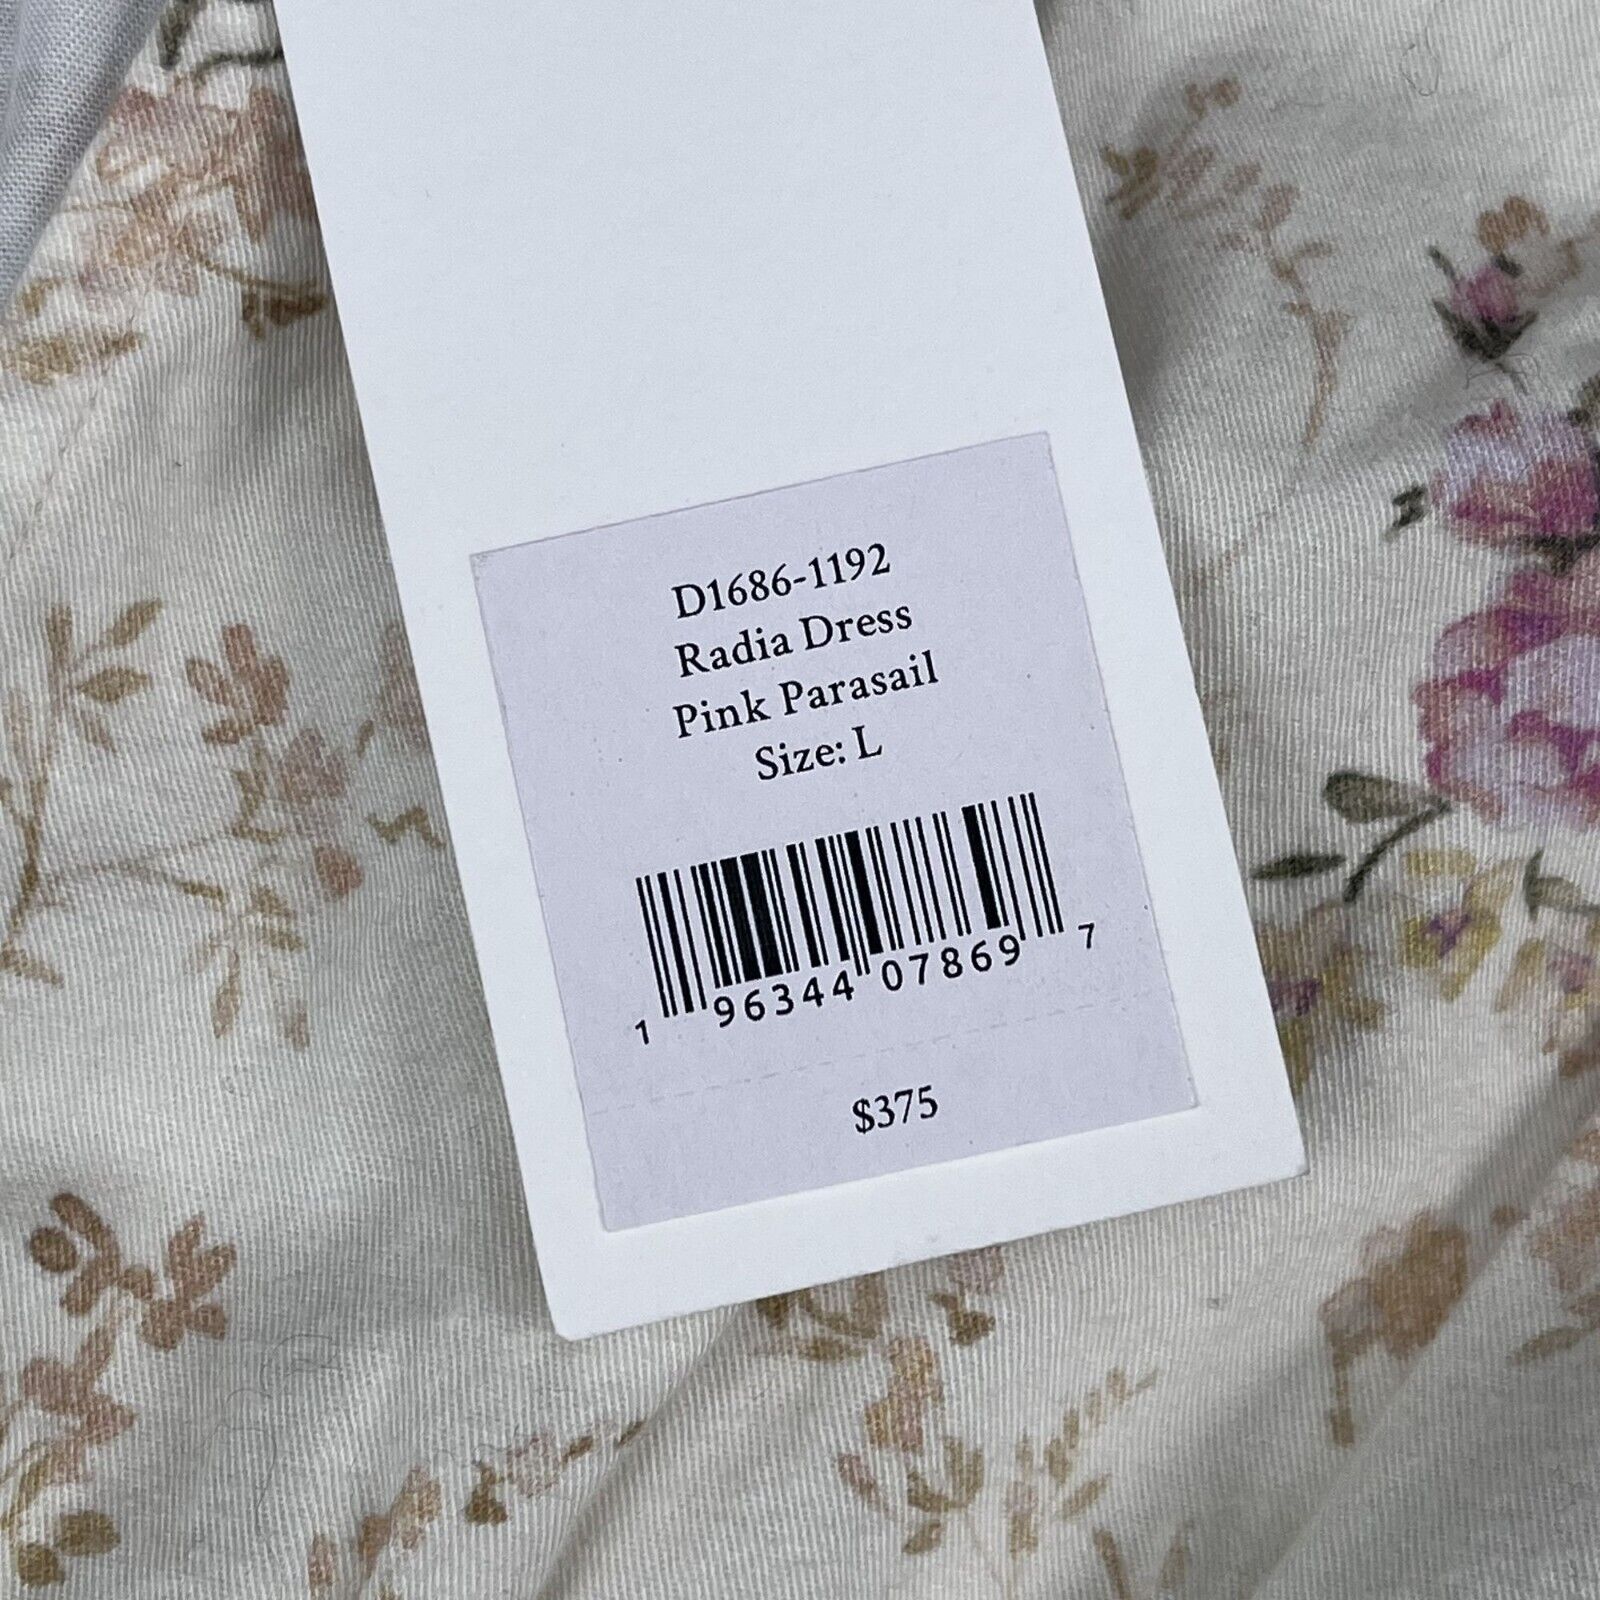 D1686-1192
Radia Dress
Pink Parasail
Size: L
1 96344 07869 7
$375